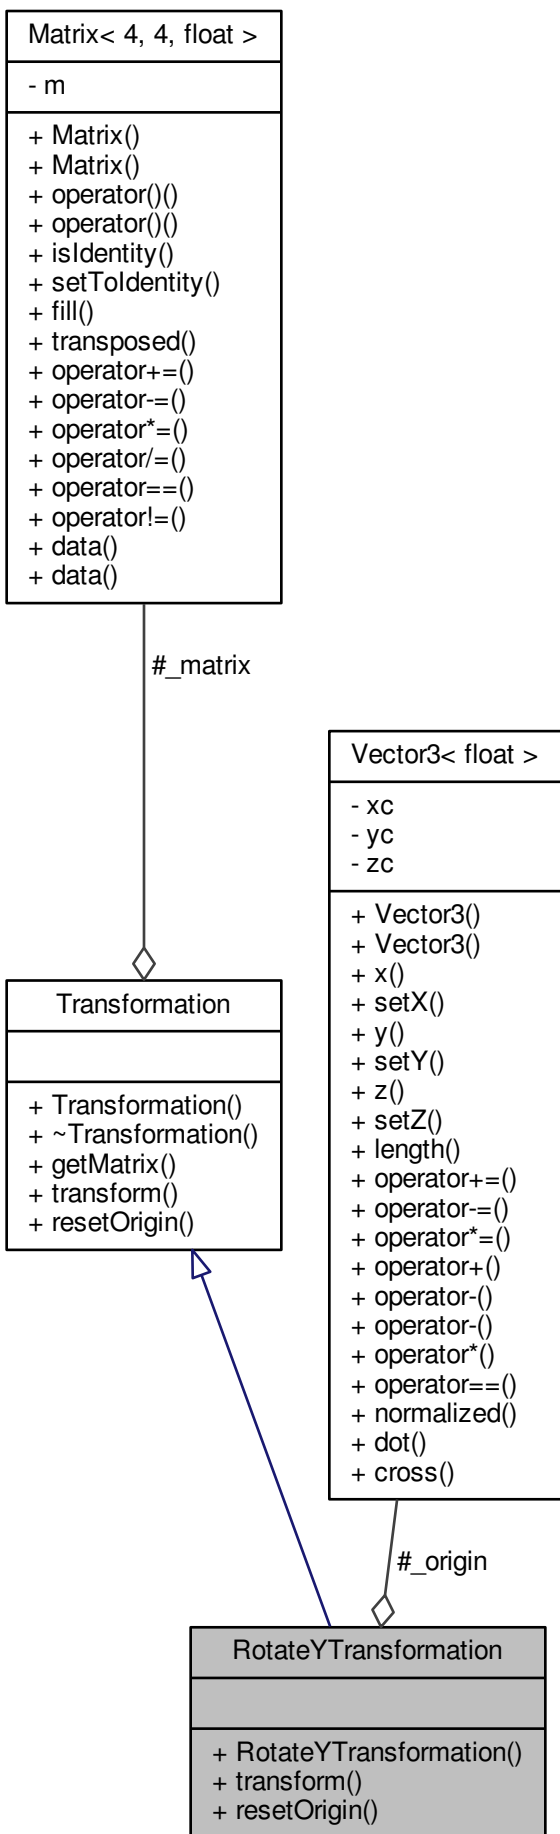 Matrix< 4, 4, float >
- m
+ Matrix()
+ Matrix()
+ operator()()
+ operator()()
+ isIdentity()
+ setToIdentity()
+ fill()
+ transposed()
+ operator+=()
+ operator-=()
+ operator*=()
+ operator/=()
+ operator==()
+ operator!=()
+ data()
+ data()
#_matrix
Vector3< float >
- xc
- yc
- zc
+ Vector3()
+ Vector3()
+ x()
+ setX()
+ y()
+ setY()
+ z()
+ setZ()
+ length()
+ operator+=()
+ operator-=()
+ operator*=()
+ operator+()
+ operator-()
+ operator-()
+ operator*()
+ operator==()
+ normalized()
+ dot()
+ cross()
Transformation
+ Transformation()
+ ~Transformation()
+ getMatrix()
+ transform()
+ resetOrigin()
#_origin
RotateYTransformation
+ RotateYTransformation()
+ transform()
+ resetOrigin()